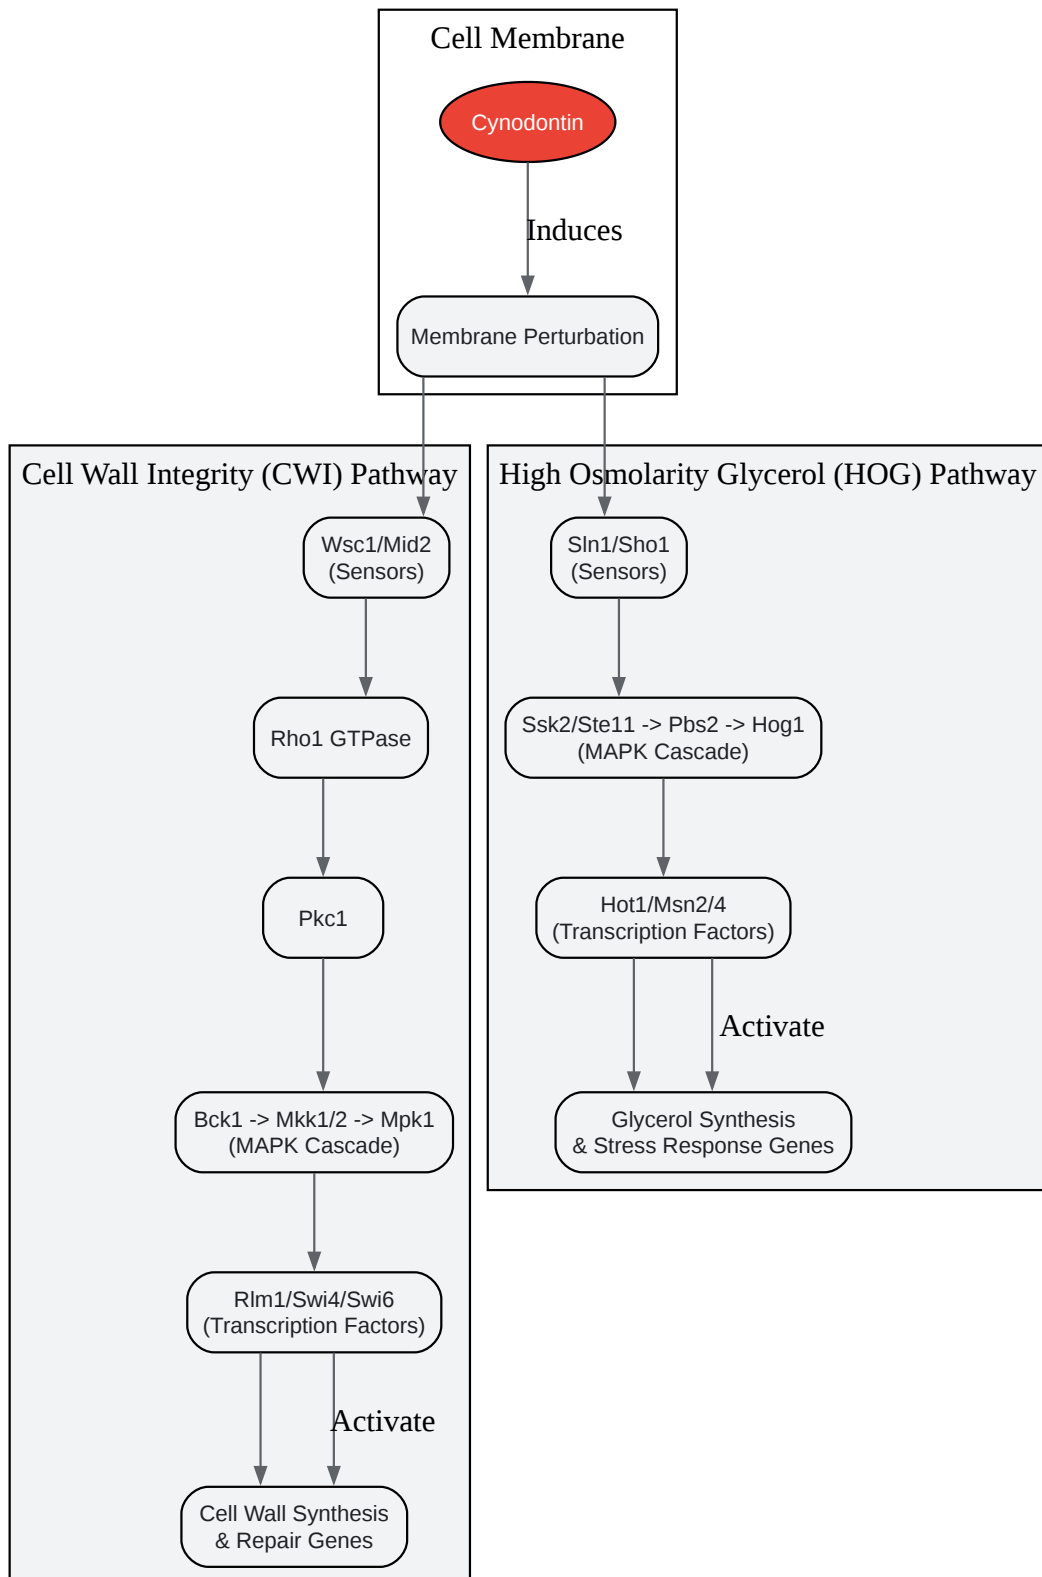 Cell Membrane
Cynodontin
Induces
Membrane Perturbation
Cell Wall Integrity (CWI) Pathway
Wsc1/Mid2
(Sensors)
Rho1 GTPase
Pkc1
Bck1 -> Mkk1/2 -> Mpk1
(MAPK Cascade)
Rlm1/Swi4/Swi6
(Transcription Factors)
Activate
Cell Wall Synthesis
& Repair Genes
High Osmolarity Glycerol (HOG) Pathway
Sln1/Sho1
(Sensors)
Ssk2/Ste11 -> Pbs2 -> Hog1
(MAPK Cascade)
Hot1/Msn2/4
(Transcription Factors)
Activate
Glycerol Synthesis
& Stress Response Genes